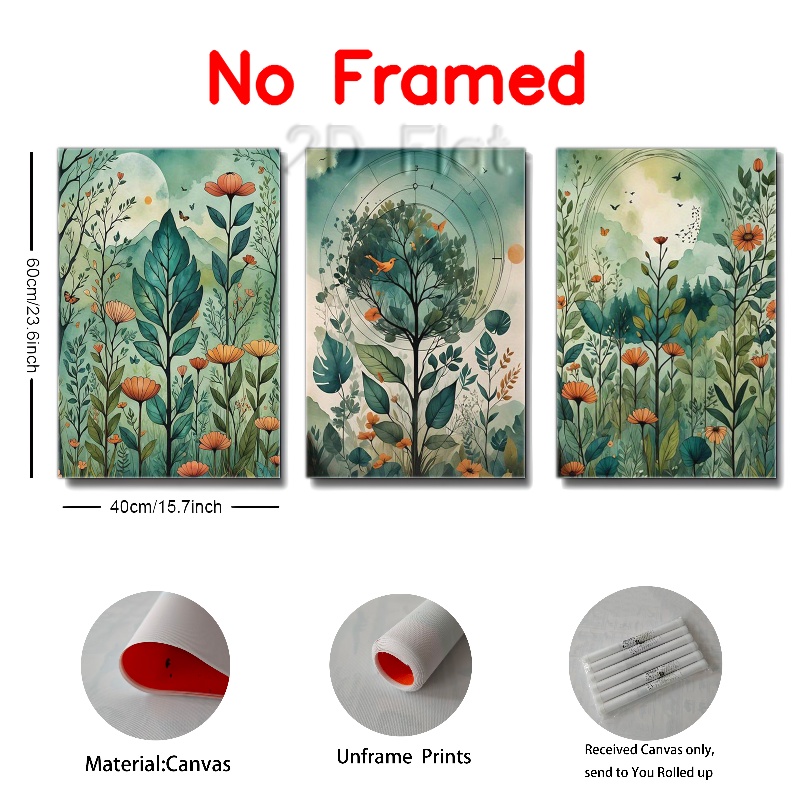 No Framed
2D Flat
60cm/23.6inch
40cm/15.7inch
Material:Canvas
Unframe Prints
Received Canvas only,
send to You Rolled up